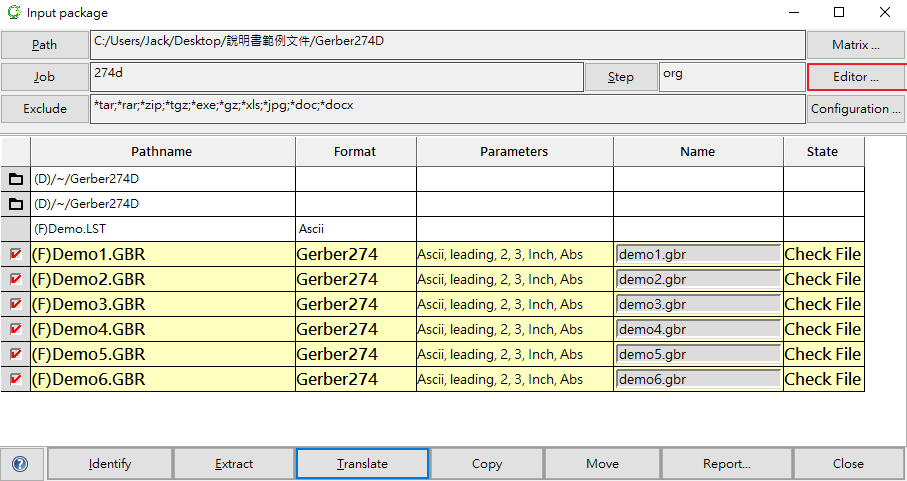 Input package
Path C:/Users/Jack/Desktop/說明書範例文件/Gerber274D Matrix ...
Job 274d Step org Editor ...
Exclude *tar;*rar;*zip;*tgz;*exe;*gz;*xls;*jpg;*doc;*docx Configuration ...
Pathname Format Parameters Name State
(D)/~/Gerber274D
(D)/~/Gerber274D
(F)Demo.LST Ascii
(F)Demo1.GBR Gerber274 Ascii, leading, 2, 3, Inch, Abs demo1.gbr Check File
(F)Demo2.GBR Gerber274 Ascii, leading, 2, 3, Inch, Abs demo2.gbr Check File
(F)Demo3.GBR Gerber274 Ascii, leading, 2, 3, Inch, Abs demo3.gbr Check File
(F)Demo4.GBR Gerber274 Ascii, leading, 2, 3, Inch, Abs demo4.gbr Check File
(F)Demo5.GBR Gerber274 Ascii, leading, 2, 3, Inch, Abs demo5.gbr Check File
(F)Demo6.GBR Gerber274 Ascii, leading, 2, 3, Inch, Abs demo6.gbr Check File
? Identify Extract Translate Copy Move Report... Close